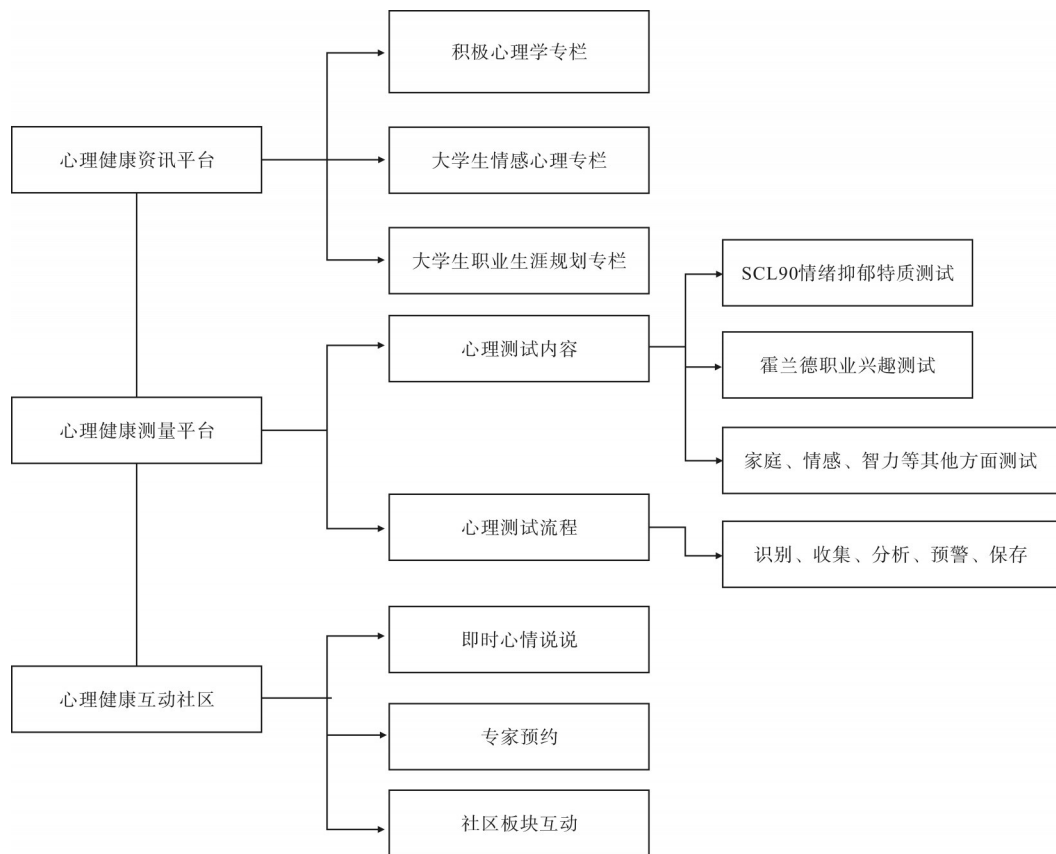 积极心理学专栏
心理健康资讯平台
大学生情感心理专栏
大学生职业生涯规划专栏
SCL90情绪抑郁特质测试
心理测试内容
霍兰德职业兴趣测试
心理健康测量平台
家庭、情感、智力等其他方面测试
心理测试流程
识别、收集、分析、预警、保存
即时心情说说
心理健康互动社区
专家预约
社区板块互动